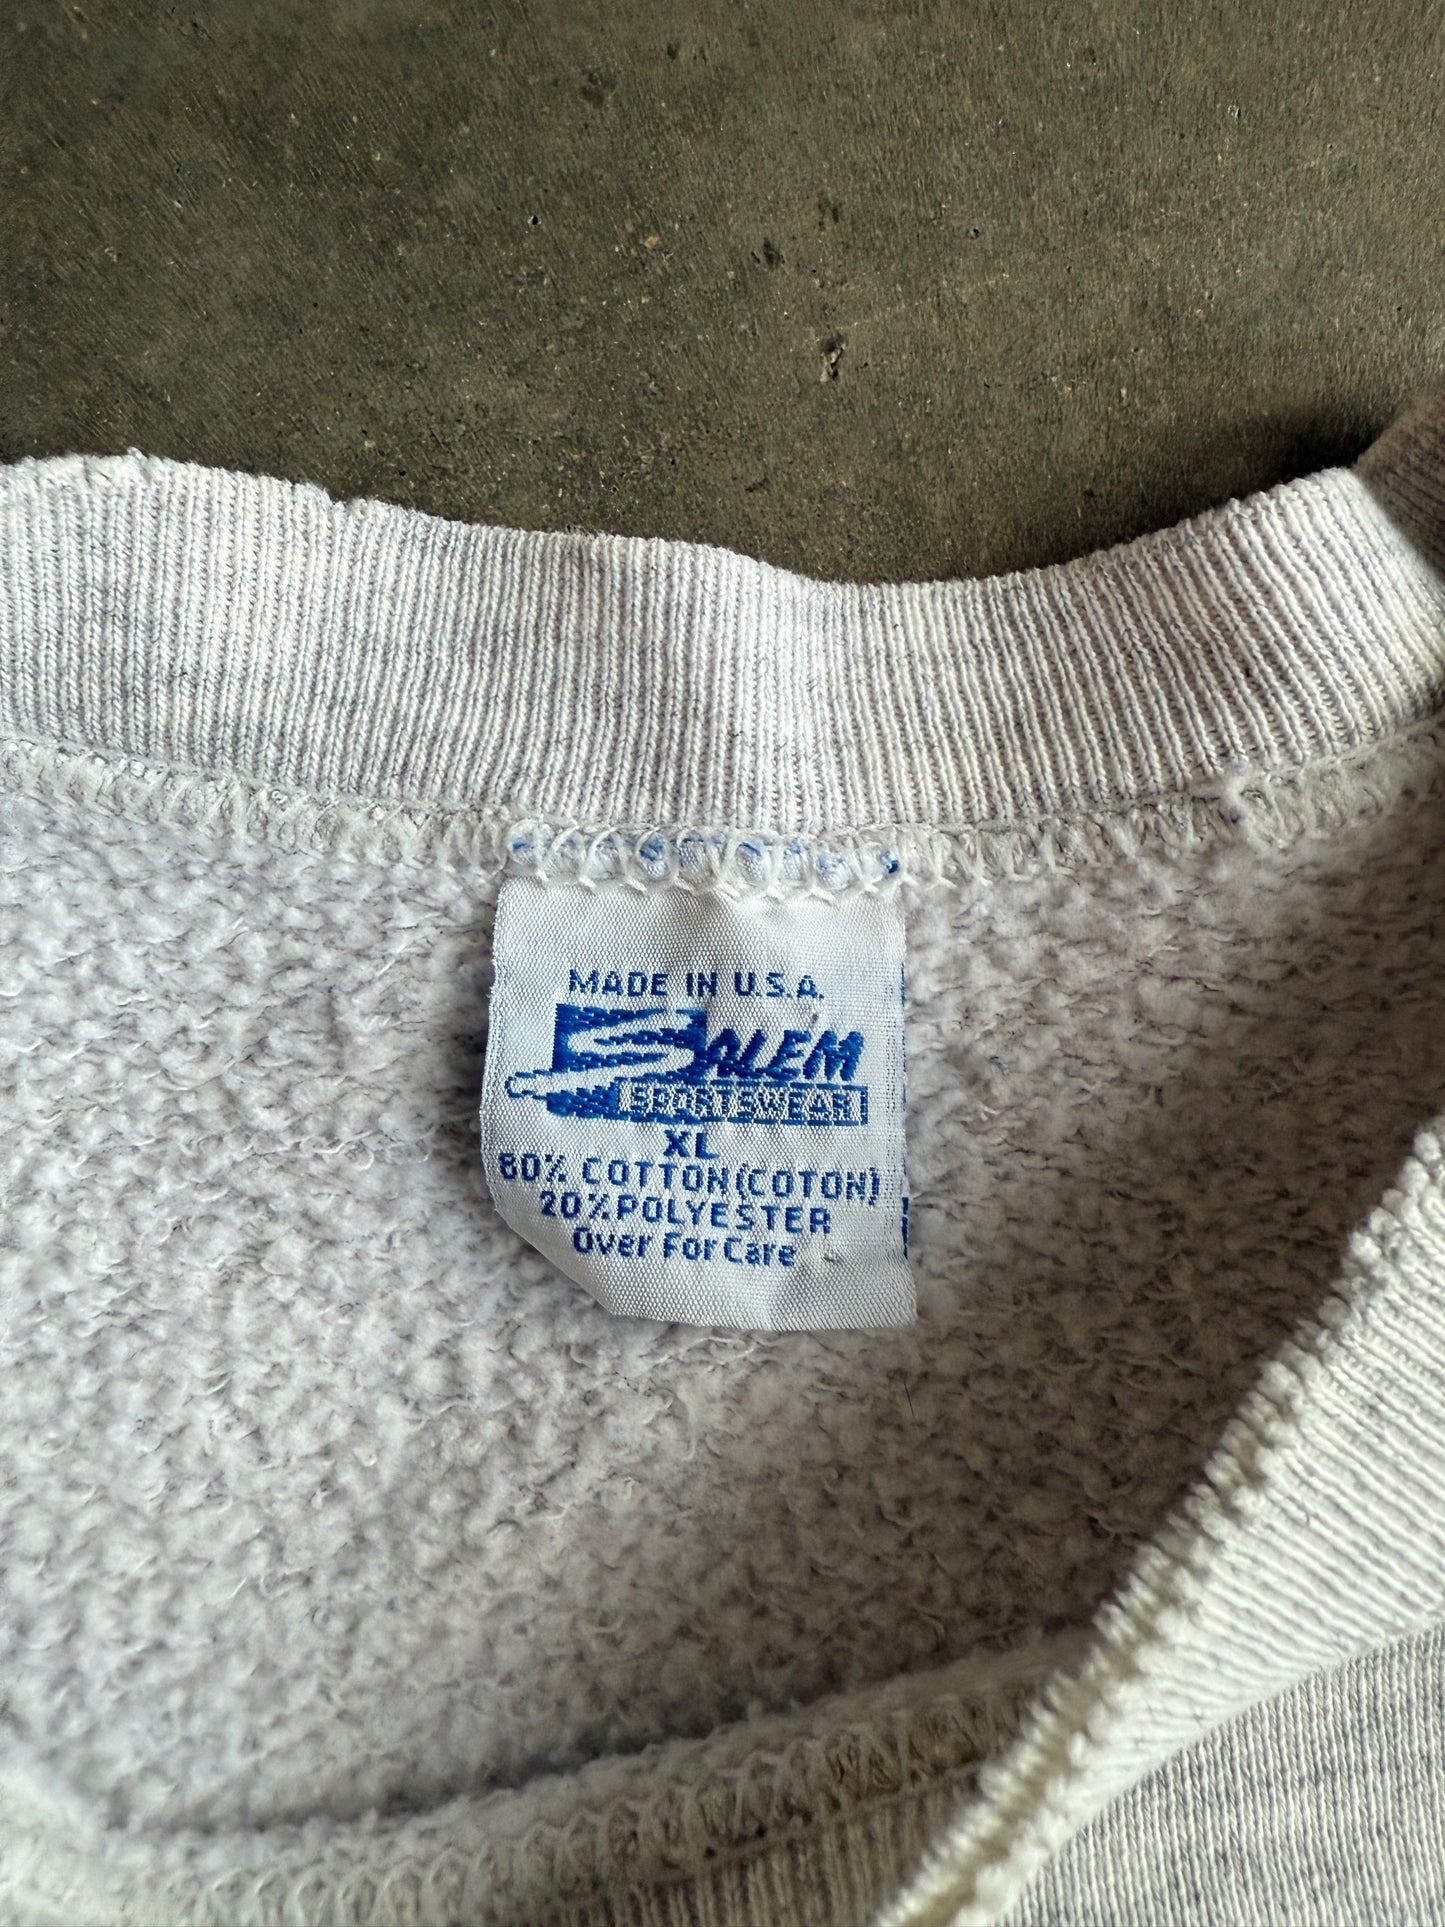 MADE IN U.S.A.
SALEM
SPORTSWEAR
XL
80% COTTON(COTON)
20%POLYESTER
Over For Care